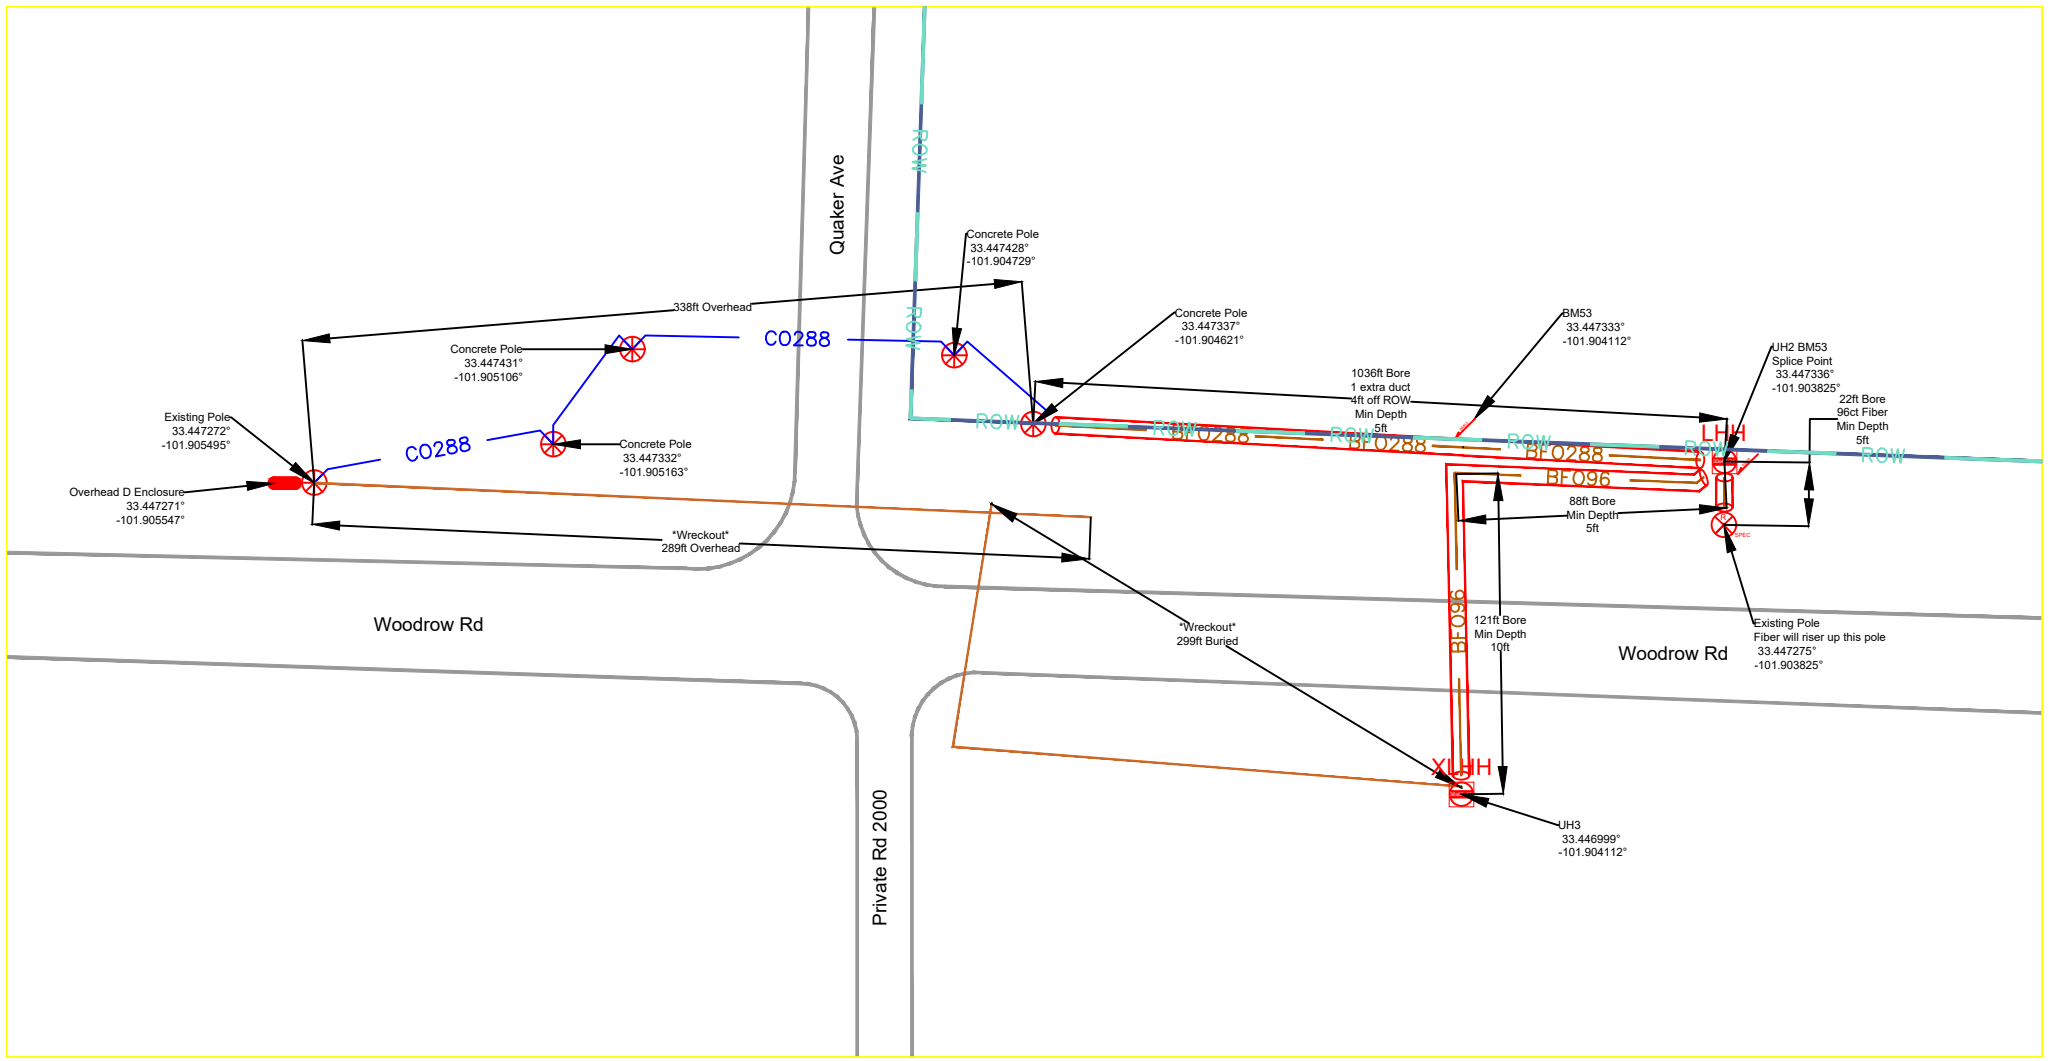 ROW
Quaker Ave
Concrete Pole
33.447428°
-101.904729°
338ft Overhead
ROW
CO288
Concrete Pole
33.447431°
-101.905106°
Concrete Pole
33.447337°
-101.904621°
BM53
33.447333°
-101.904112°
UH2 BM53
Splice Point
33.447336°
-101.903825°
1036ft Bore
1 extra duct
4ft off ROW
Min Depth
5ft
22ft Bore
96ct Fiber
Min Depth
5ft
Existing Pole
33.447272°
-101.905495°
CO288
Concrete Pole
33.447332°
-101.905163°
ROW
ROW
BFO288
ROW
BFO288
ROW
BFO288
ROW
LHH
ROW
BFO96
Overhead D Enclosure
33.447271°
-101.905547°
88ft Bore
Min Depth
5ft
SPEC
*Wreckout*
289ft Overhead
BFO96
121ft Bore
Min Depth
10ft
*Wreckout*
299ft Buried
Existing Pole
Fiber will riser up this pole
33.447275°
-101.903825°
Woodrow Rd
Woodrow Rd
XLHH
Private Rd 2000
UH3
33.446999°
-101.904112°